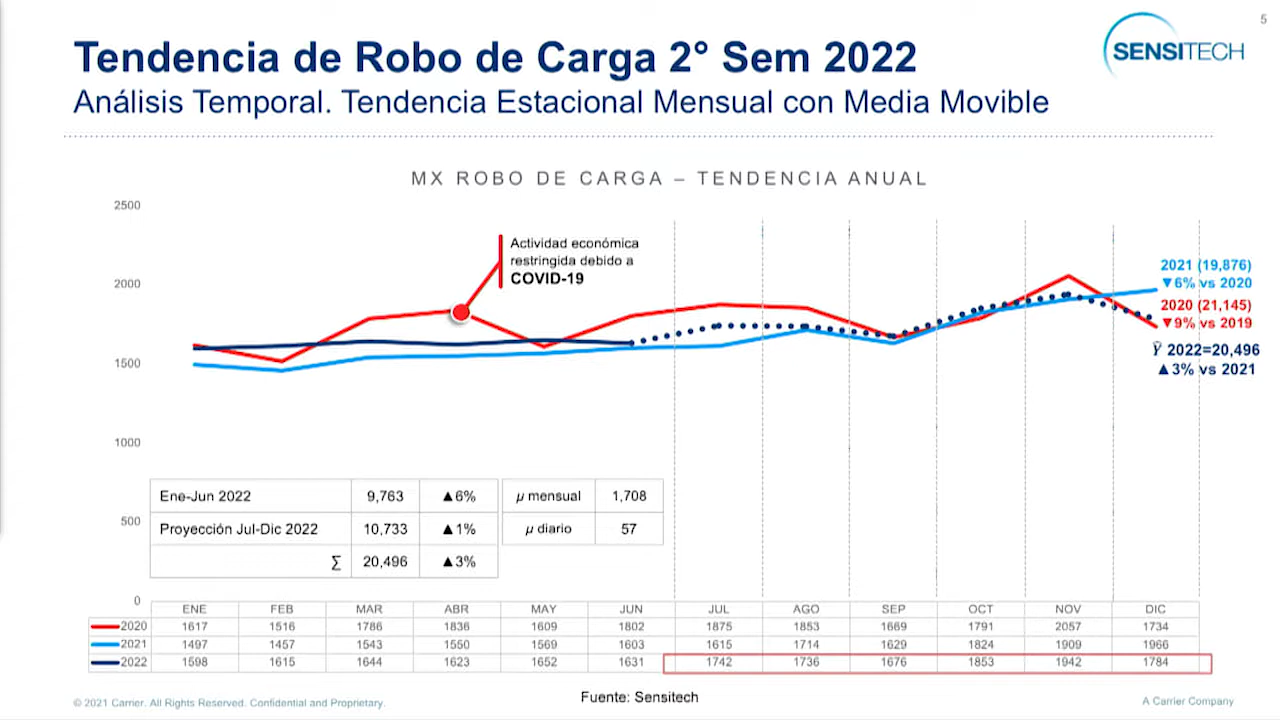 5
SENSITECH
Tendencia de Robo de Carga 2° Sem 2022
Análisis Temporal. Tendencia Estacional Mensual con Media Movible
MX ROBO DE CARGA – TENDENCIA ANUAL
2500
2000
1500
1000
500
0
Actividad económica
restringida debido a
COVID-19
2021 (19,876)
▼6% vs 2020
2020 (21,145)
▼9% vs 2019
Ŷ 2022=20,496
▲3% vs 2021
Ene-Jun 2022 9,763 ▲6%
Proyección Jul-Dic 2022 10,733 ▲1%
∑ 20,496 ▲3%
μ mensual 1,708
μ diario 57
ENE FEB MAR ABR MAY JUN JUL AGO SEP OCT NOV DIC
2020 1617 1516 1786 1836 1609 1802 1875 1853 1669 1791 2057 1734
2021 1497 1457 1543 1550 1569 1603 1615 1714 1629 1824 1909 1966
2022 1598 1615 1644 1623 1652 1631 1742 1736 1676 1853 1942 1784
© 2021 Carrier. All Rights Reserved. Confidential and Proprietary.
Fuente: Sensitech
A Carrier Company